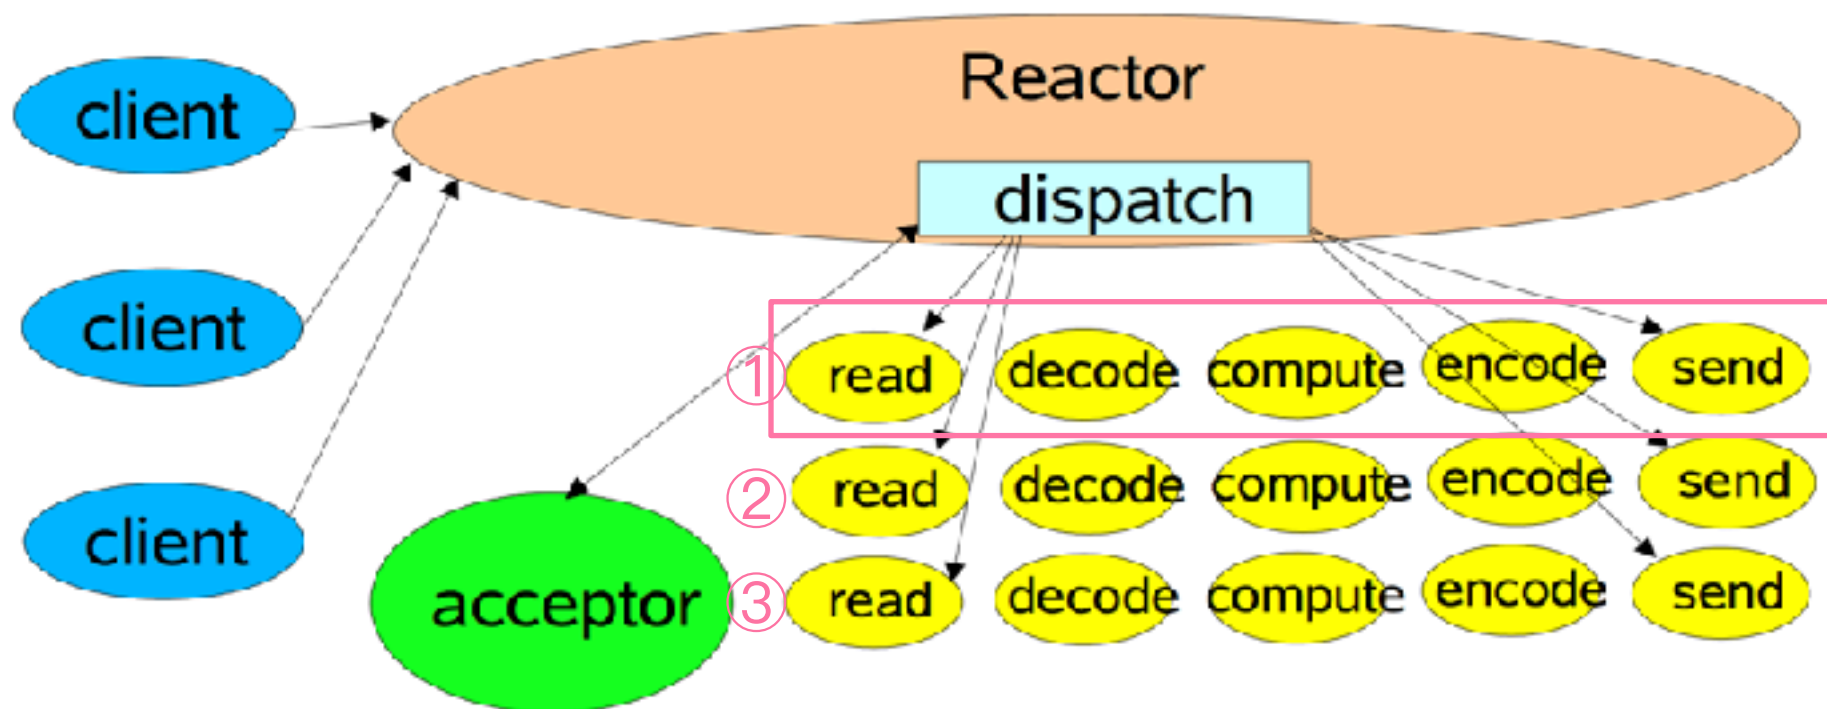 Reactor
client
dispatch
client
① read decode compute encode send
② read decode compute encode send
client
acceptor
③ read decode compute encode send